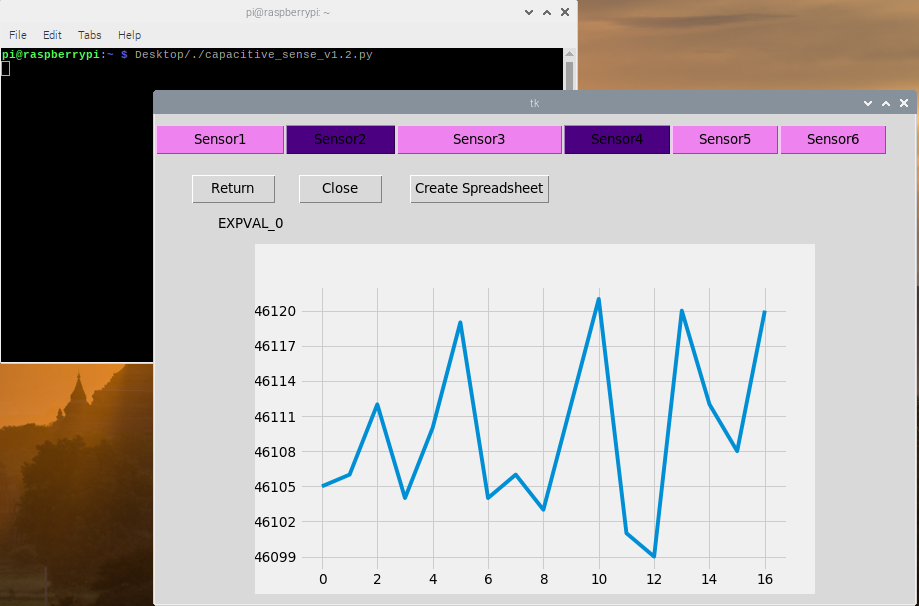 pi@raspberrypi: ~
File Edit Tabs Help
pi@raspberrypi:~ $ Desktop/./capacitive_sense_v1.2.py
tk
Sensor1 Sensor2 Sensor3 Sensor4 Sensor5 Sensor6
Return Close Create Spreadsheet
EXPVAL_0
46120
46117
46114
46111
46108
46105
46102
46099
0 2 4 6 8 10 12 14 16